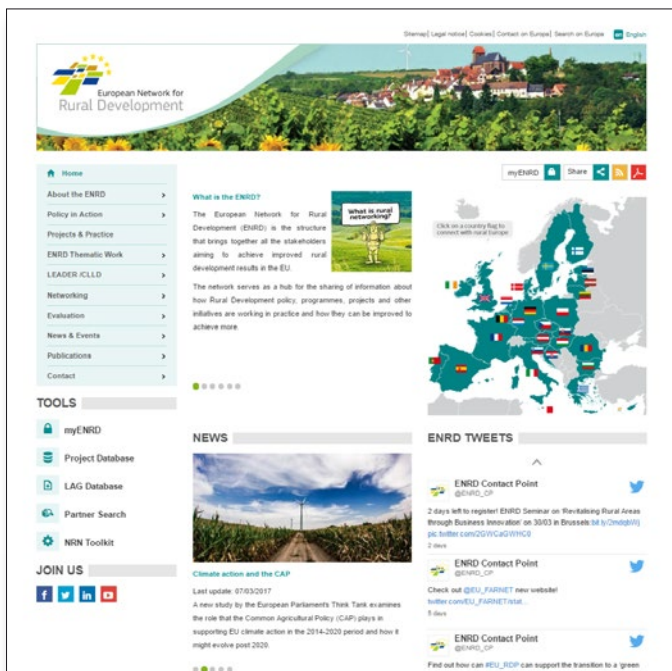 Sitemap| Legal notice| Cookies| Contact on Europe| Search on Europe en English
European Network for
Rural Development
Home
About the ENRD
Policy in Action
Projects & Practice
ENRD Thematic Work
LEADER /CLLD
Networking
Evaluation
News & Events
Publications
Contact
TOOLS
myENRD
Project Database
LAG Database
Partner Search
NRN Toolkit
JOIN US
What is the ENRD?
The European Network for Rural
Development (ENRD) is the structure
that brings together all the stakeholders
aiming to achieve improved rural
development results in the EU.
What is rural
networking?
The network serves as a hub for the sharing of information about
how Rural Development policy, programmes, projects and other
initiatives are working in practice and how they can be improved to
achieve more.
NEWS
Climate action and the CAP
Last update: 07/03/2017
A new study by the European Parliament's Think Tank examines
the role that the Common Agricultural Policy (CAP) plays in
supporting EU climate action in the 2014-2020 period and how it
might evolve post 2020.
myENRD Share
Click on a country flag to
connect with rural Europe
ENRD TWEETS
ENRD Contact Point
@ENRD_CP
2 days left to register! ENRD Seminar on 'Revitalising Rural Areas
through Business Innovation' on 30/03 in Brussels:
pic.twitter.com/2GWCaGWHC0
2 days
ENRD Contact Point
@ENRD_CP
Check out @EU_FARNET new website!
twitter.com/EU_FARNET/stat...
5 days
ENRD Contact Point
@ENRD_CP
Find out how can #EU_RDP can support the transition to a 'green